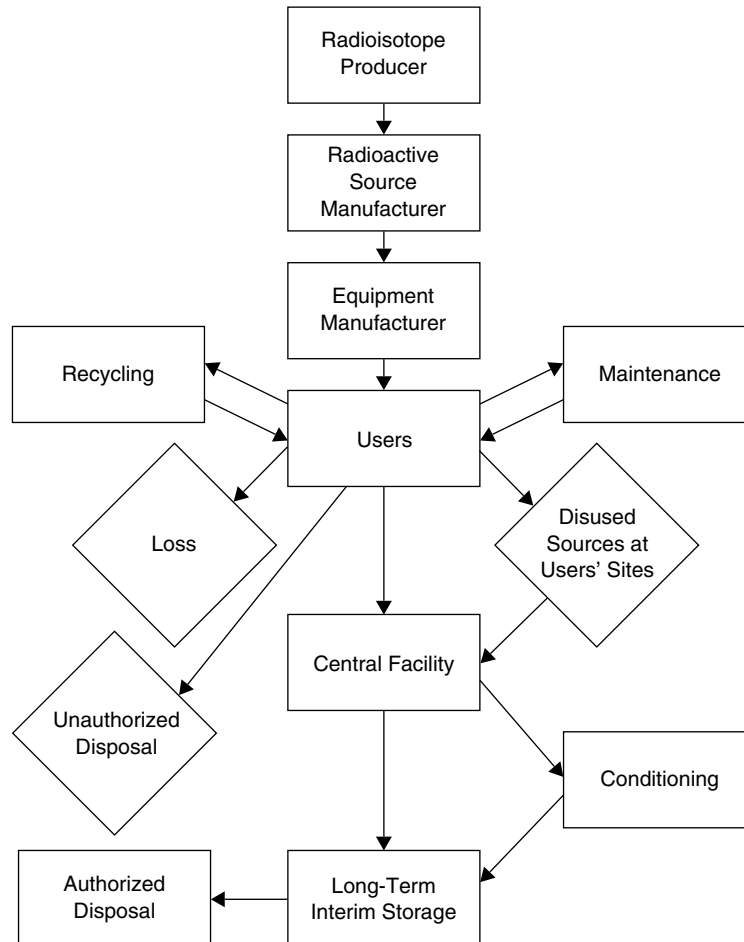 Radioisotope
Producer
Radioactive
Source
Manufacturer
Equipment
Manufacturer
Recycling
Maintenance
Users
Loss
Disused
Sources at
Users’ Sites
Central Facility
Unauthorized
Disposal
Conditioning
Authorized
Disposal
Long-Term
Interim Storage